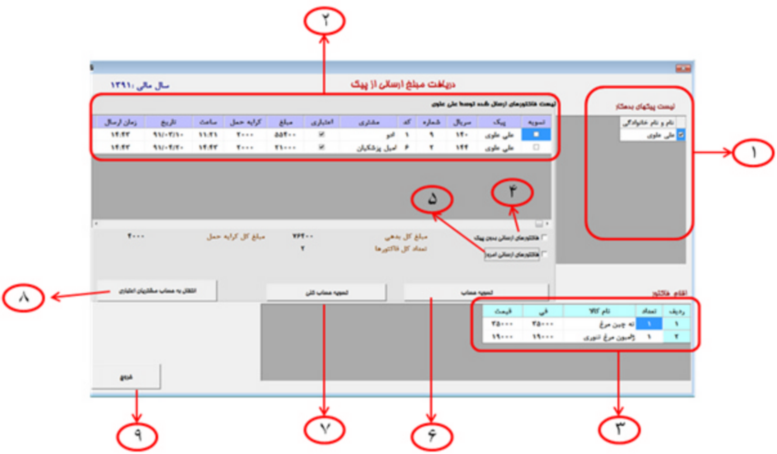 ۲
دریافت مبلغ ارسالی از پیک
سال مالی :۱۳۹۱
لیست پیکهای بدهکار
نام و نام خانوادگی
علی علوی
۱
لیست فاکتورهای ارسال شده توسط علی علوی
تسویه پیک سریال شماره کد مشتری اعتباری مبلغ کرایه حمل ساعت تاریخ زمان ارسال
علی علوی ۱۴۰ ۹ ۱ ادو ۵۵۴۰۰ ۲۰۰۰ ۱۱:۲۱ ۹۱/۰۳/۱۰ ۱۴:۴۳
علی علوی ۱۴۴ ۲ ۶ امیل پزشکیان ۲۱۰۰۰ ۲۰۰۰ ۱۴:۴۳ ۹۱/۰۴/۲۰ ۱۴:۴۳
۴
۵
فاکتورهای ارسالی بدون پیک
مبلغ کل بدهی ۷۶۴۰۰ مبلغ کل کرایه حمل ۴۰۰۰
فاکتورهای ارسالی امروز
تعداد کل فاکتورها ۲
تسویه حساب
تسویه حساب کلی
انتقال به حساب مشتریان اعتباری
۸
اقلام فاکتور
ردیف تعداد نام کالا فی قیمت
۱ ۱ ته چین مرغ ۳۵۰۰۰ ۳۵۰۰۰
۲ ۱ ژامبون مرغ تنوری ۱۹۰۰۰ ۱۹۰۰۰
خروج
۳
۶
۷
۹